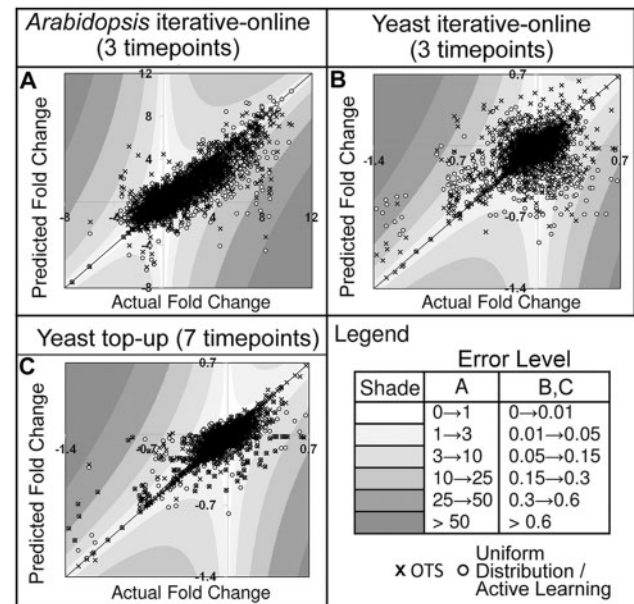 Arabidopsis iterative-online
(3 timepoints)
Yeast iterative-online
(3 timepoints)
A
Predicted Fold Change
12
8
4
-8
-4
4
8
12
-4
-8
Actual Fold Change
B
Predicted Fold Change
0.7
-1.4
-0.7
0.7
-0.7
-1.4
Actual Fold Change
Yeast top-up (7 timepoints)
C
Predicted Fold Change
0.7
-1.4
-0.7
0.7
-0.7
-1.4
Actual Fold Change
Legend
Error Level
Shade A B,C
0→1 0→0.01
1→3 0.01→0.05
3→10 0.05→0.15
10→25 0.15→0.3
25→50 0.3→0.6
> 50 > 0.6
x OTS o Uniform
Distribution /
Active Learning